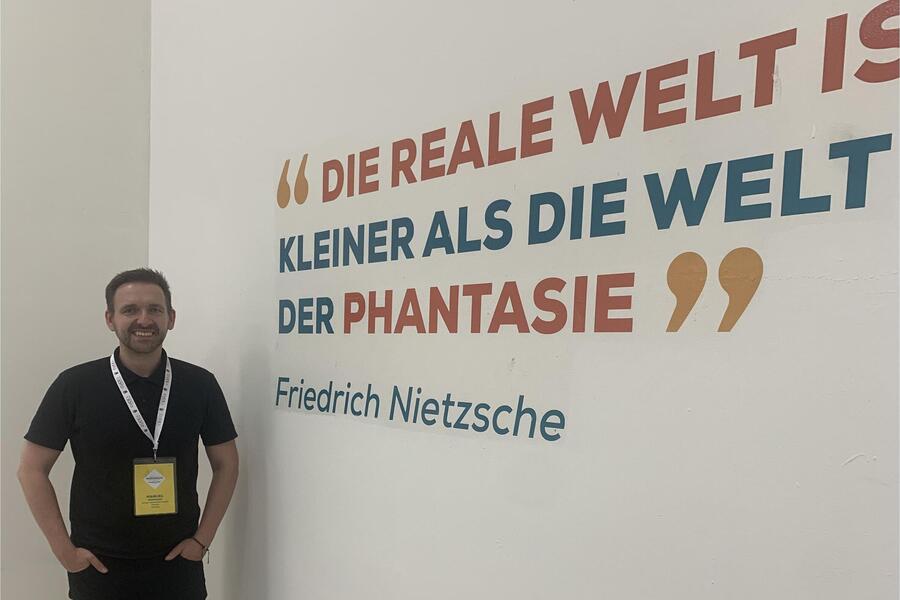 “ DIE REALE WELT IS
KLEINER ALS DIE WELT
DER PHANTASIE ”
Friedrich Nietzsche